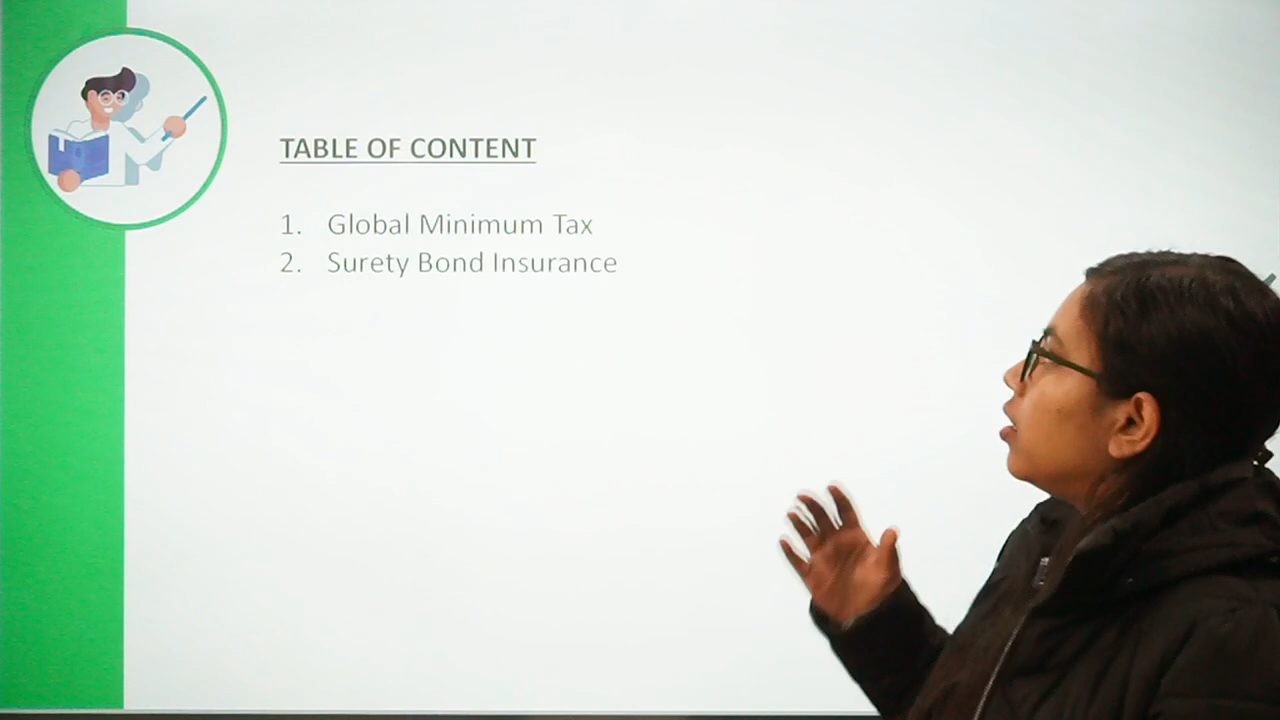 TABLE OF CONTENT
1. Global Minimum Tax
2. Surety Bond Insurance